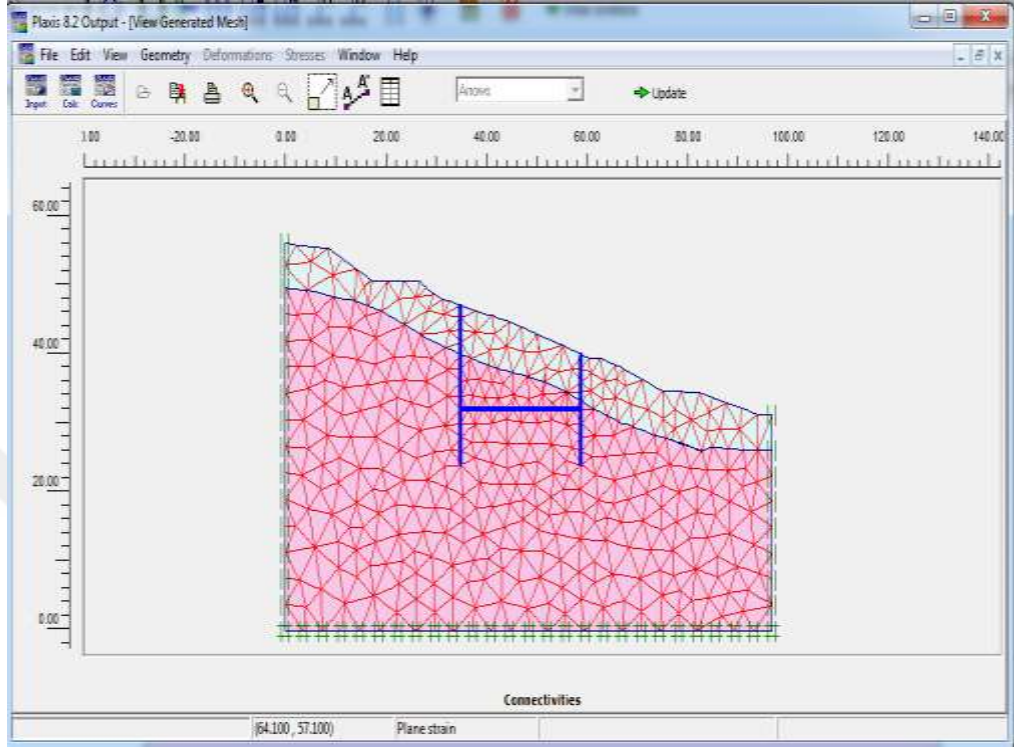 Plaxis 8.2 Output - [View Generated Mesh]
File Edit View Geometry Deformations Stresses Window Help
Input Calc Curves Arrows Update
1.00 -20.00 0.00 20.00 40.00 60.00 80.00 100.00 120.00 140.00
60.00
40.00
20.00
0.00
Connectivities
(64.100 , 57.100) Plane strain